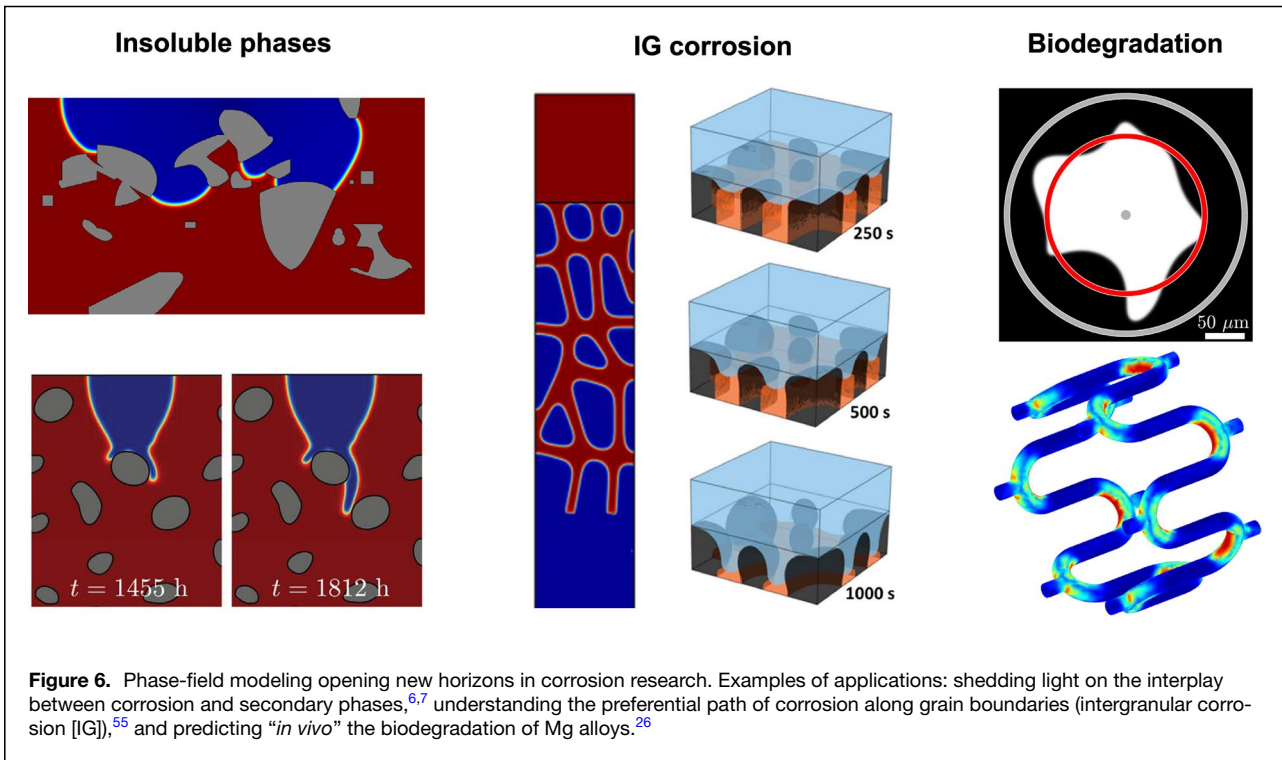 Insoluble phases
IG corrosion
Biodegradation
250 s
500 s
1000 s
50 μm
t = 1455 h
t = 1812 h
Figure 6. Phase-field modeling opening new horizons in corrosion research. Examples of applications: shedding light on the interplay
between corrosion and secondary phases,6,7 understanding the preferential path of corrosion along grain boundaries (intergranular corro-
sion [IG]),55 and predicting “in vivo” the biodegradation of Mg alloys.26